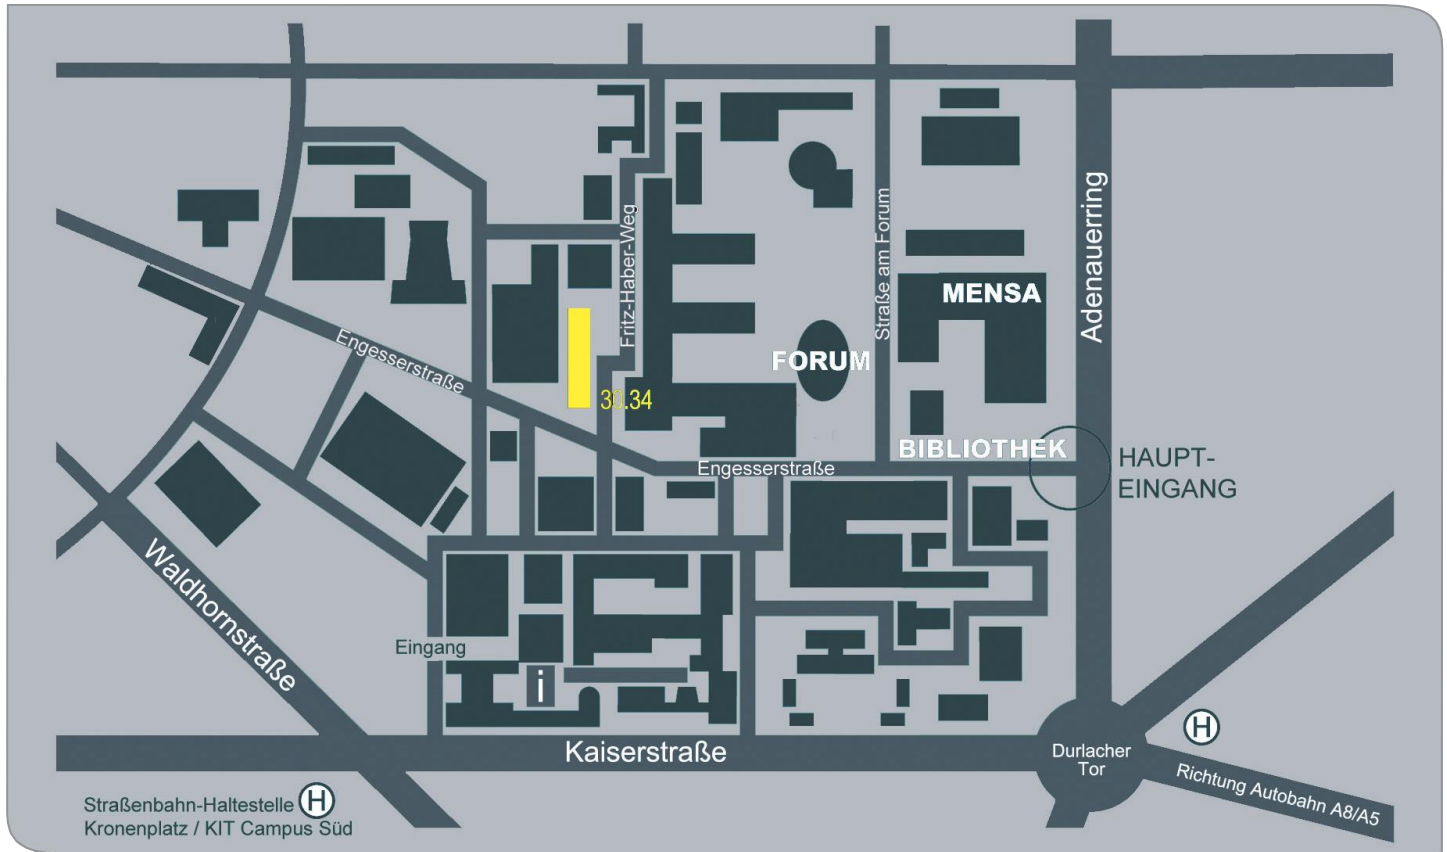 Fritz-Haber-Weg
Straße am Forum
Adenauerring
MENSA
Engesserstraße
FORUM
30.34
BIBLIOTHEK
HAUPT-
EINGANG
Engesserstraße
Waldhornstraße
Eingang
i
H
Kaiserstraße
Durlacher
Tor
Richtung Autobahn A8/A5
Straßenbahn-Haltestelle H
Kronenplatz / KIT Campus Süd